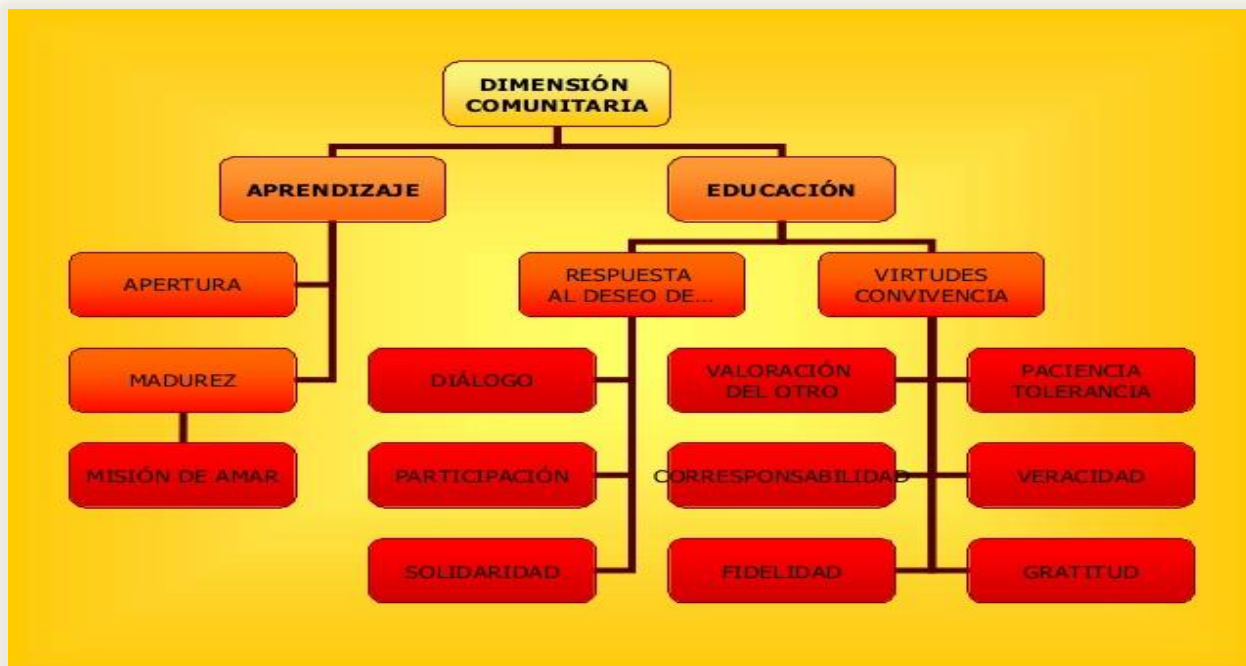 DIMENSIÓN
COMUNITARIA
APRENDIZAJE
EDUCACIÓN
APERTURA
RESPUESTA
AL DESEO DE...
VIRTUDES
CONVIVENCIA
MADUREZ
DIÁLOGO
VALORACIÓN
DEL OTRO
PACIENCIA
TOLERANCIA
MISIÓN DE AMAR
PARTICIPACIÓN
CORRESPONSABILIDAD
VERACIDAD
SOLIDARIDAD
FIDELIDAD
GRATITUD